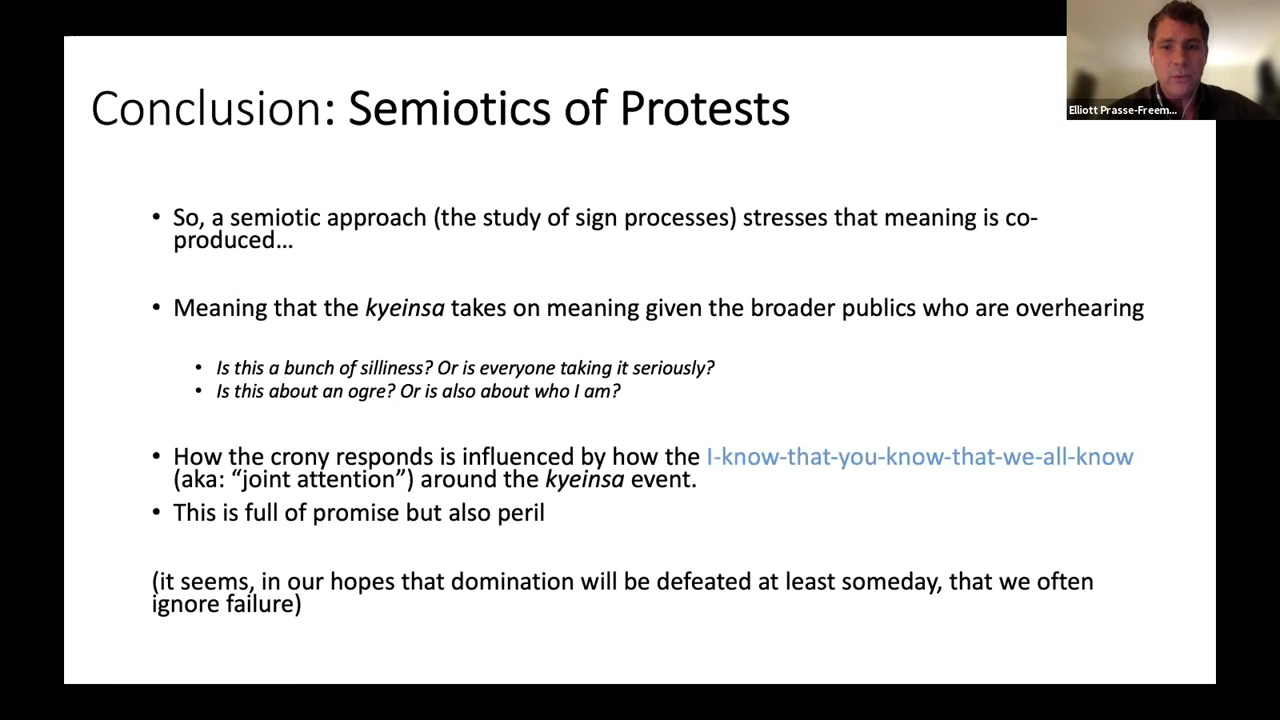 Conclusion: Semiotics of Protests
Elliott Prasse-Freem...
• So, a semiotic approach (the study of sign processes) stresses that meaning is co-
produced…
• Meaning that the kyeinsa takes on meaning given the broader publics who are overhearing
• Is this a bunch of silliness? Or is everyone taking it seriously?
• Is this about an ogre? Or is also about who I am?
• How the crony responds is influenced by how the I-know-that-you-know-that-we-all-know
(aka: “joint attention”) around the kyeinsa event.
• This is full of promise but also peril
(it seems, in our hopes that domination will be defeated at least someday, that we often
ignore failure)